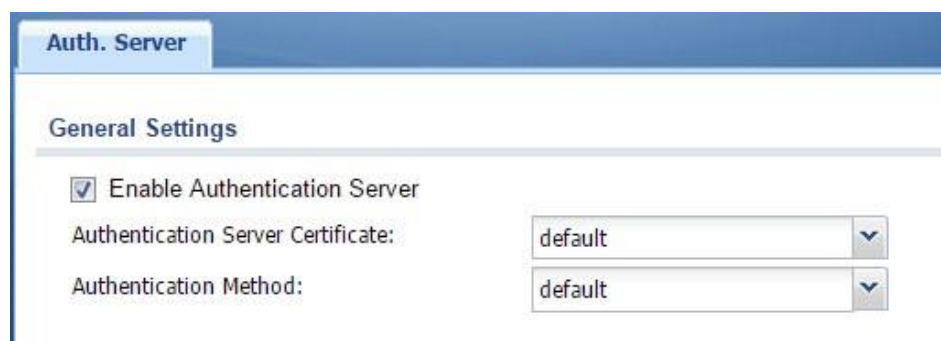 Auth. Server
General Settings
Enable Authentication Server
Authentication Server Certificate: default
Authentication Method: default